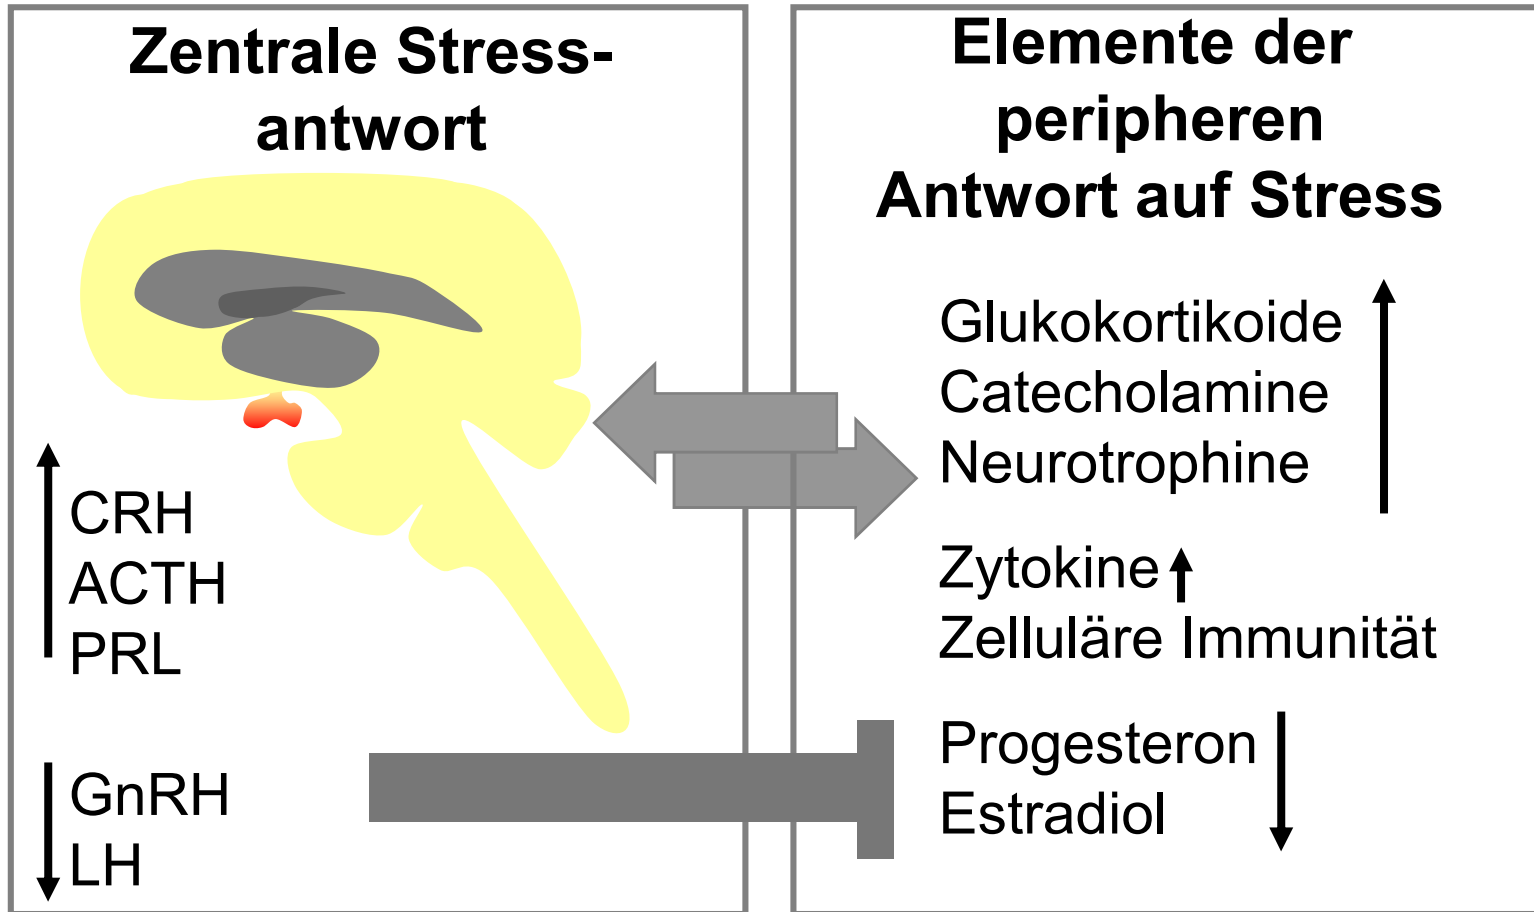 Zentrale Stress-
antwort
CRH
ACTH
PRL
GnRH
LH
Elemente der
peripheren
Antwort auf Stress
Glukokortikoide
Catecholamine
Neurotrophine
Zytokine
Zelluläre Immunität
Progesteron
Estradiol